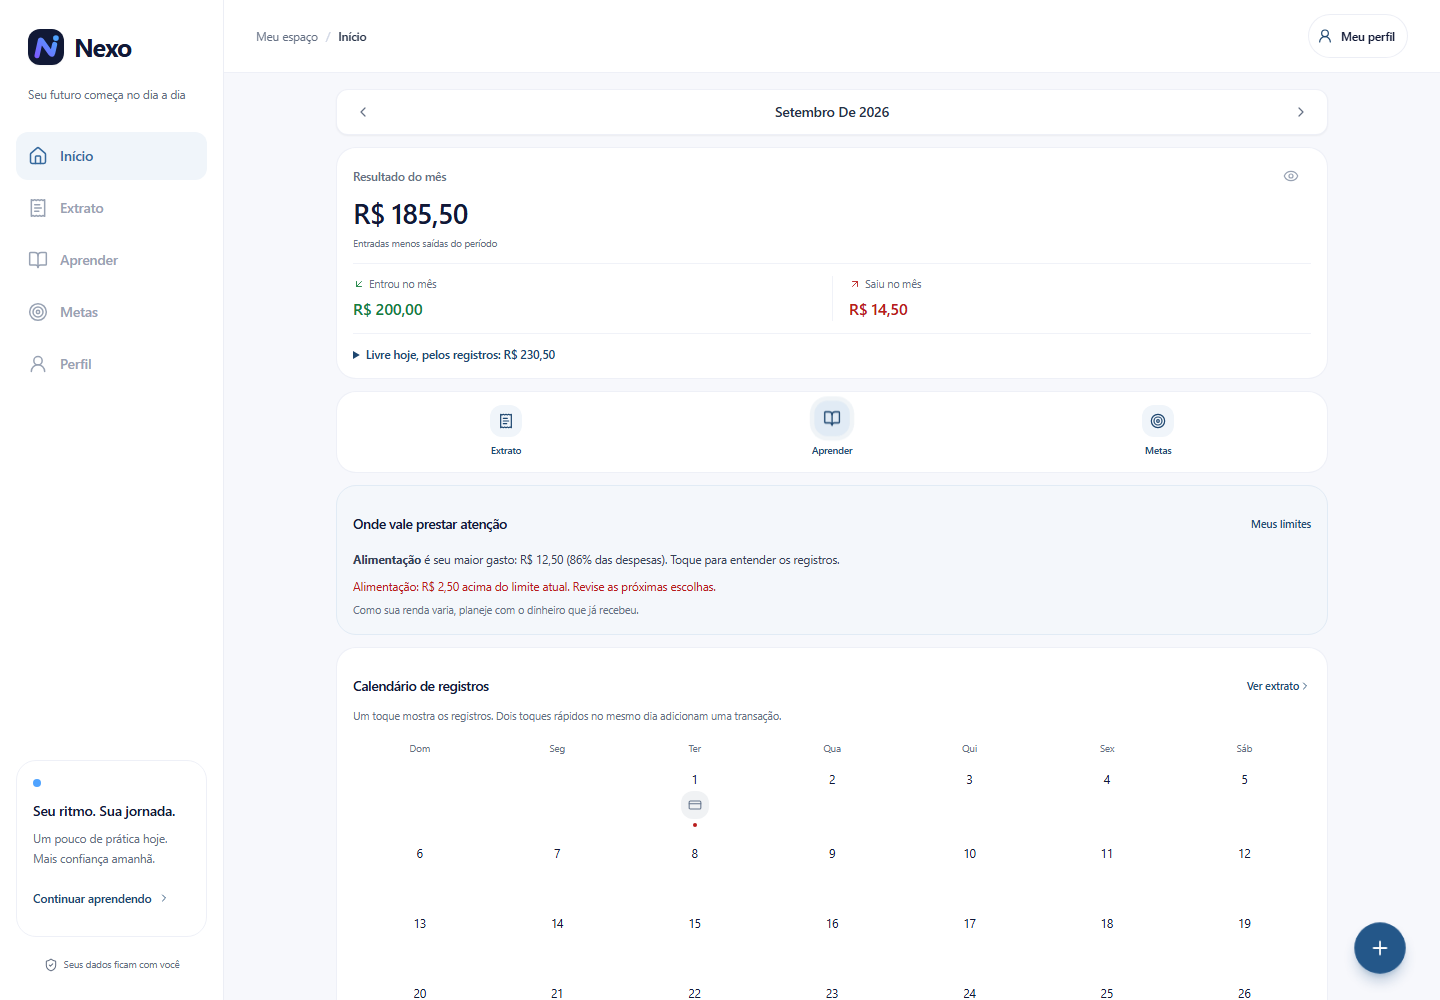 Nexo
Seu futuro começa no dia a dia
Início
Extrato
Aprender
Metas
Perfil
Seu ritmo. Sua jornada.
Um pouco de prática hoje.
Mais confiança amanhã.
Continuar aprendendo
Seus dados ficam com você
Meu espaço / Início
Meu perfil
Setembro De 2026
Resultado do mês
R$ 185,50
Entradas menos saídas do período
Entrou no mês
R$ 200,00
Saiu no mês
R$ 14,50
Livre hoje, pelos registros: R$ 230,50
Extrato
Aprender
Metas
Onde vale prestar atenção
Meus limites
Alimentação é seu maior gasto: R$ 12,50 (86% das despesas). Toque para entender os registros.
Alimentação: R$ 2,50 acima do limite atual. Revise as próximas escolhas.
Como sua renda varia, planeje com o dinheiro que já recebeu.
Calendário de registros
Ver extrato
Um toque mostra os registros. Dois toques rápidos no mesmo dia adicionam uma transação.
Dom Seg Ter Qua Qui Sex Sáb
1 2 3 4 5
6 7 8 9 10 11 12
13 14 15 16 17 18 19
20 21 22 23 24 25 26